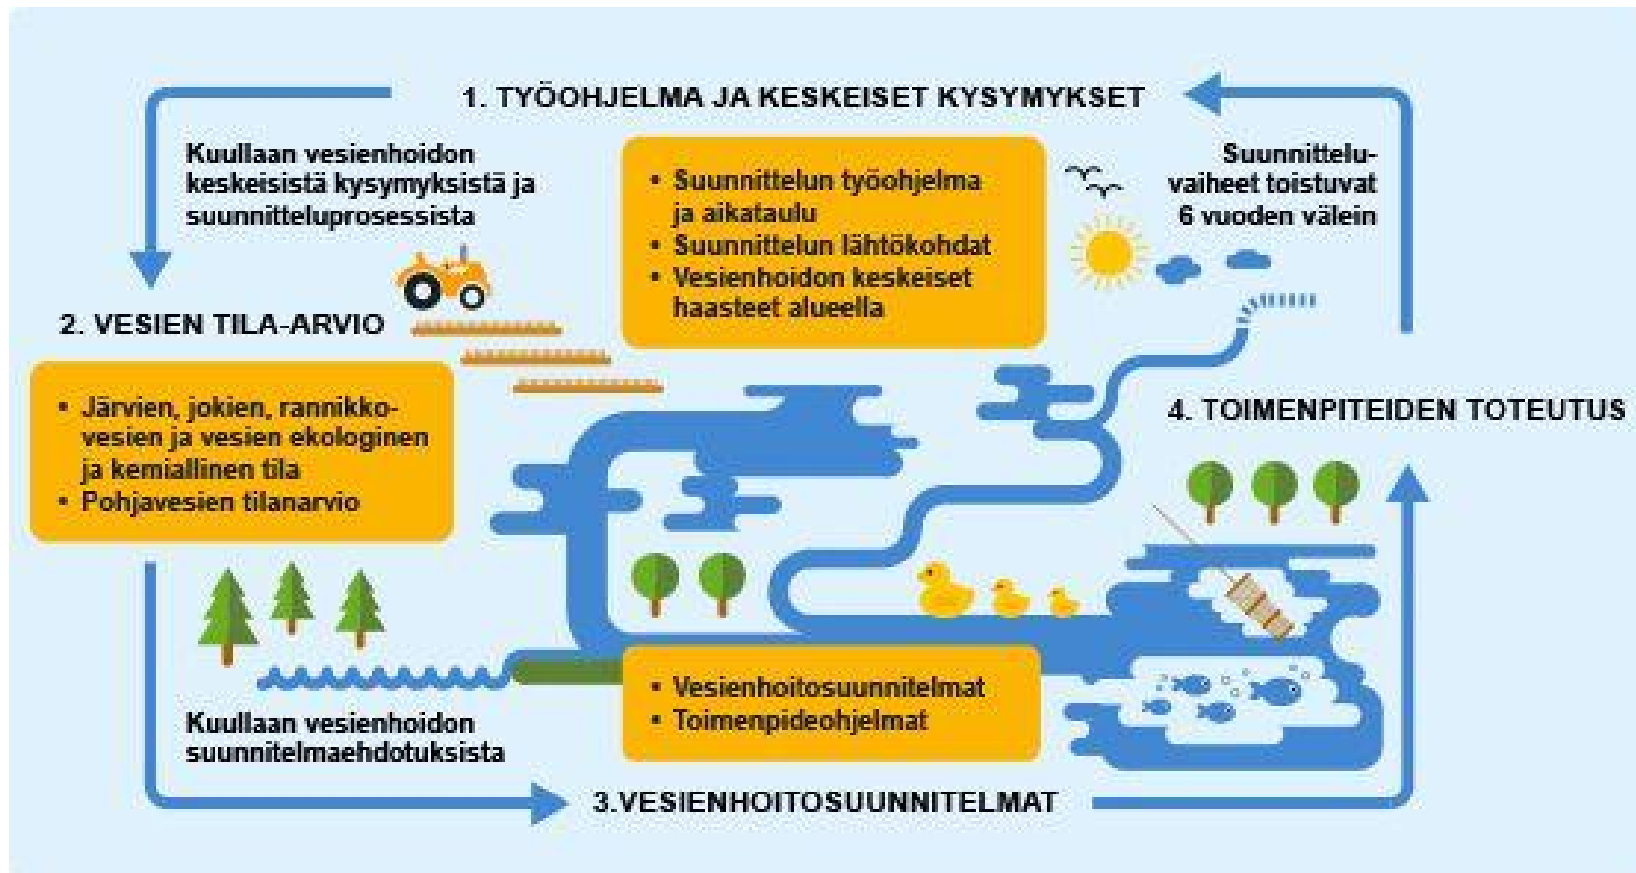 1. TYÖOHJELMA JA KESKEISET KYSYMYKSET
Kuullaan vesienhoidon
keskeisistä kysymyksistä ja
suunnitteluprosessista
• Suunnittelun työohjelma
ja aikataulu
• Suunnittelun lähtökohdat
• Vesienhoidon keskeiset
haasteet alueella
Suunnittelu-
vaiheet toistuvat
6 vuoden välein
2. VESIEN TILA-ARVIO
• Järvien, jokien, rannikko-
vesien ja vesien ekologinen
ja kemiallinen tila
• Pohjavesien tilanarvio
4. TOIMENPITEIDEN TOTEUTUS
Kuullaan vesienhoidon
suunnitelmaehdotuksista
• Vesienhoitosuunnitelmat
• Toimenpideohjelmat
3.VESIENHOITOSUUNNITELMAT